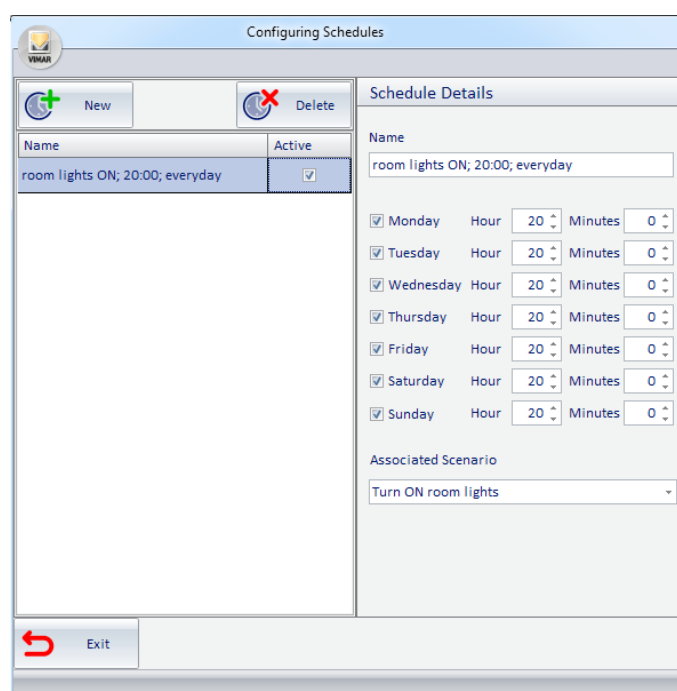 Configuring Schedules
VIMAR
New
Delete
Name
Active
room lights ON; 20:00; everyday
Schedule Details
Name
room lights ON; 20:00; everyday
Monday Hour 20 Minutes 0
Tuesday Hour 20 Minutes 0
Wednesday Hour 20 Minutes 0
Thursday Hour 20 Minutes 0
Friday Hour 20 Minutes 0
Saturday Hour 20 Minutes 0
Sunday Hour 20 Minutes 0
Associated Scenario
Turn ON room lights
Exit